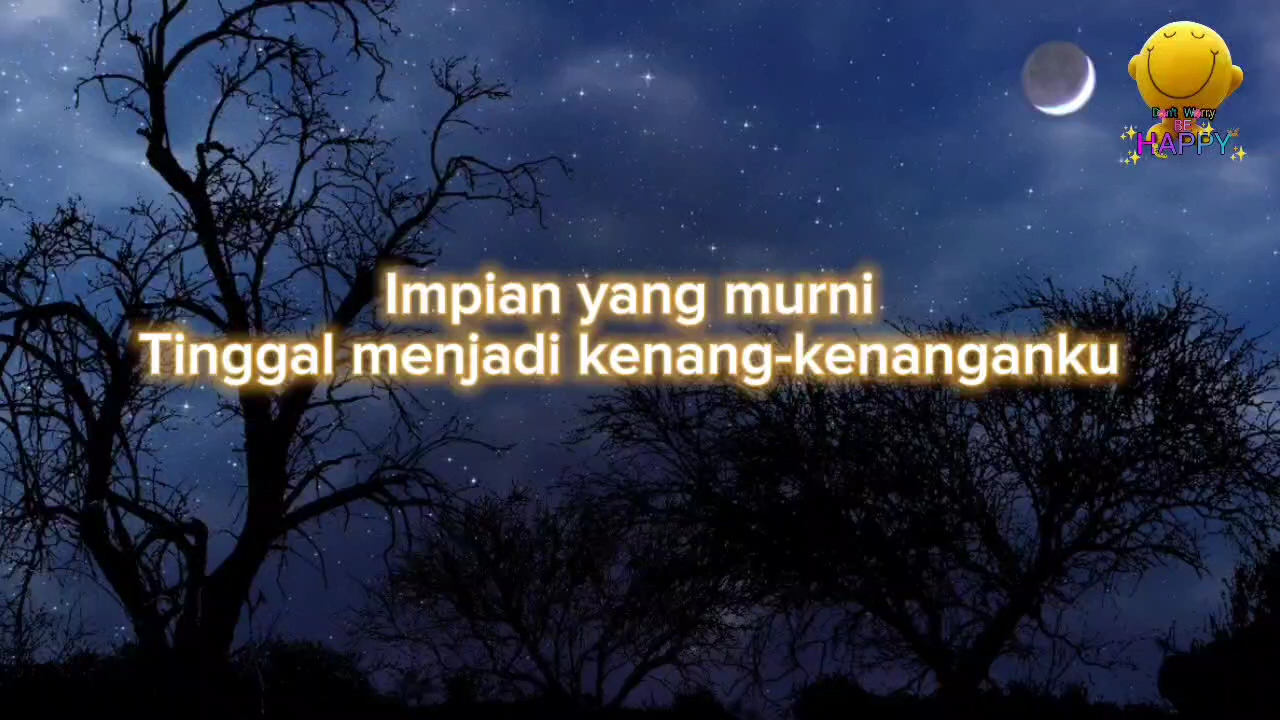 Don't Worry
BE
HAPPY
Impian yang murni
Tinggal menjadi kenang-kenanganku